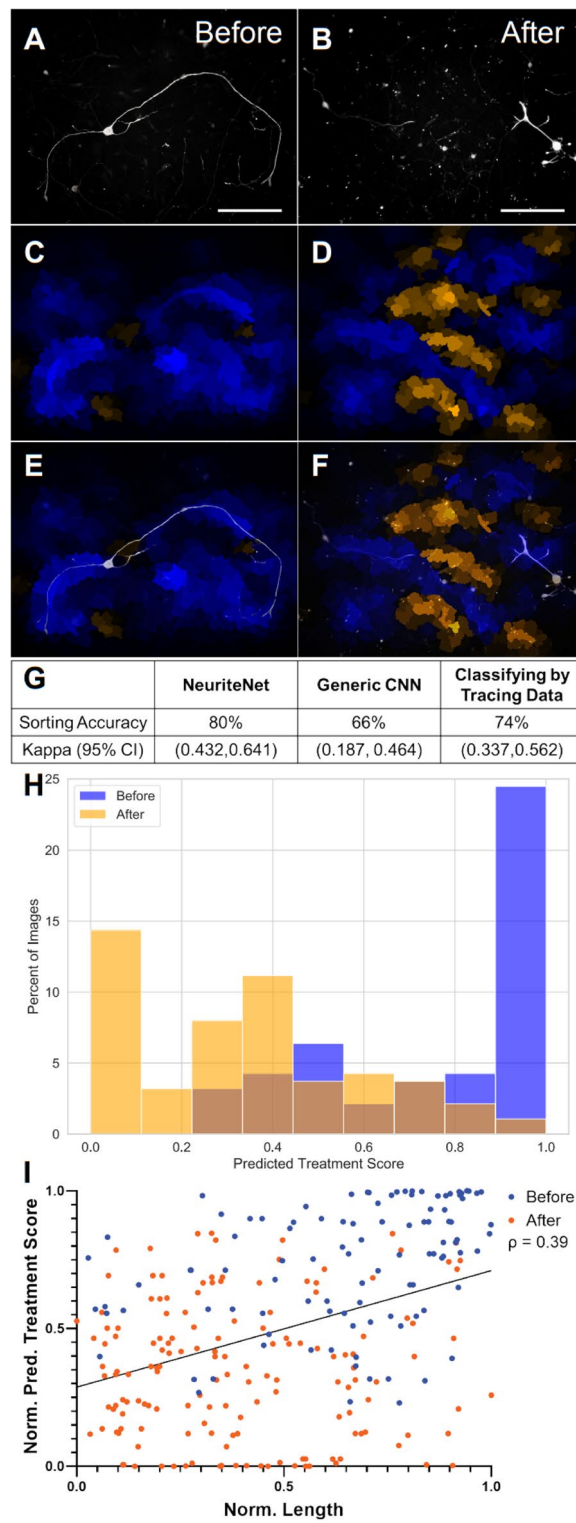 A Before
B After
C
D
E
F
G NeuriteNet Generic CNN Classifying by Tracing Data
Sorting Accuracy 80% 66% 74%
Kappa (95% CI) (0.432,0.641) (0.187, 0.464) (0.337,0.562)
H
Before
After
25
20
15
10
5
0
Percent of Images
0.0 0.2 0.4 0.6 0.8 1.0
Predicted Treatment Score
I
1.0
0.5
0.0
Norm. Pred. Treatment Score
Before
After
ρ = 0.39
0.0 0.5 1.0
Norm. Length